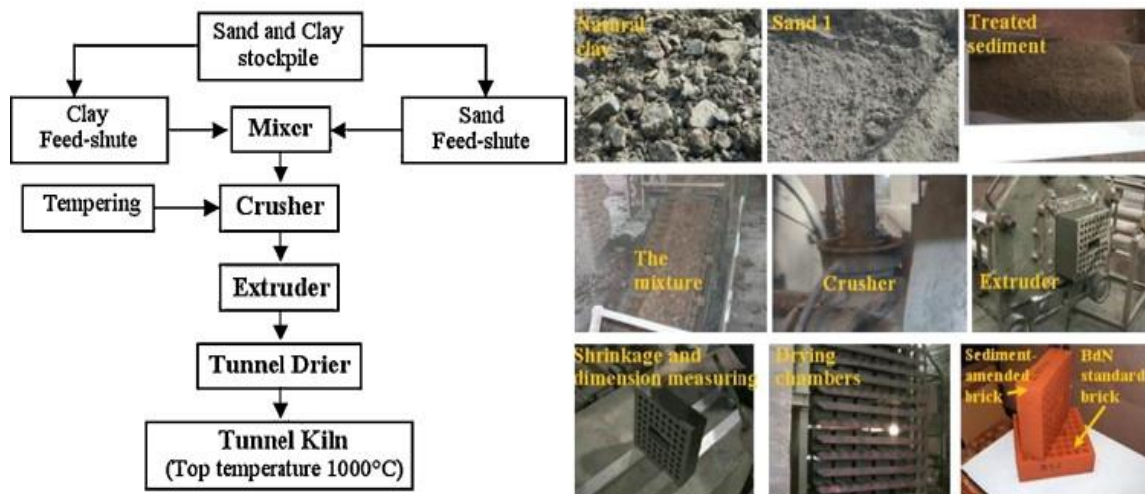 Sand and Clay
stockpile
Clay
Feed-shute
Mixer
Sand
Feed-shute
Tempering
Crusher
Extruder
Tunnel Drier
Tunnel Kiln
(Top temperature 1000°C)
Natural
clay
Sand 1
Treated
sediment
The
mixture
Crusher
Extruder
Shrinkage and
dimension measuring
Drying
chambers
Sediment-
amended
brick
BdN
standard
brick